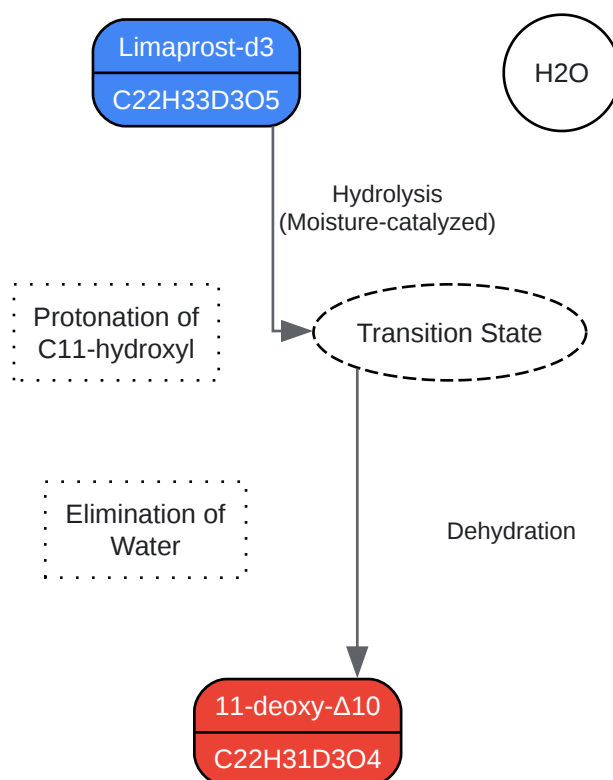 Limaprost-d3
C22H33D3O5
H2O
Hydrolysis
(Moisture-catalyzed)
Protonation of
C11-hydroxyl
Transition State
Elimination of
Water
Dehydration
11-deoxy-Δ10
C22H31D3O4